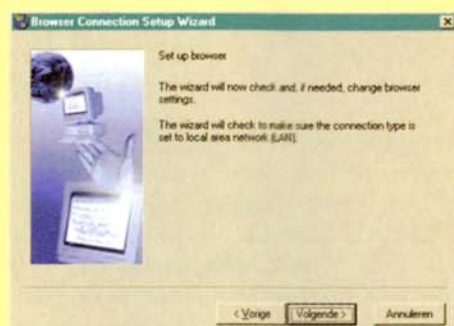 Browser Connection Setup Wizard
Set up browser
The wizard will now check and, if needed, change browser
settings.
The wizard will check to make sure the connection type is
set to local area network (LAN).
< Vorige
Volgende >
Annuleren